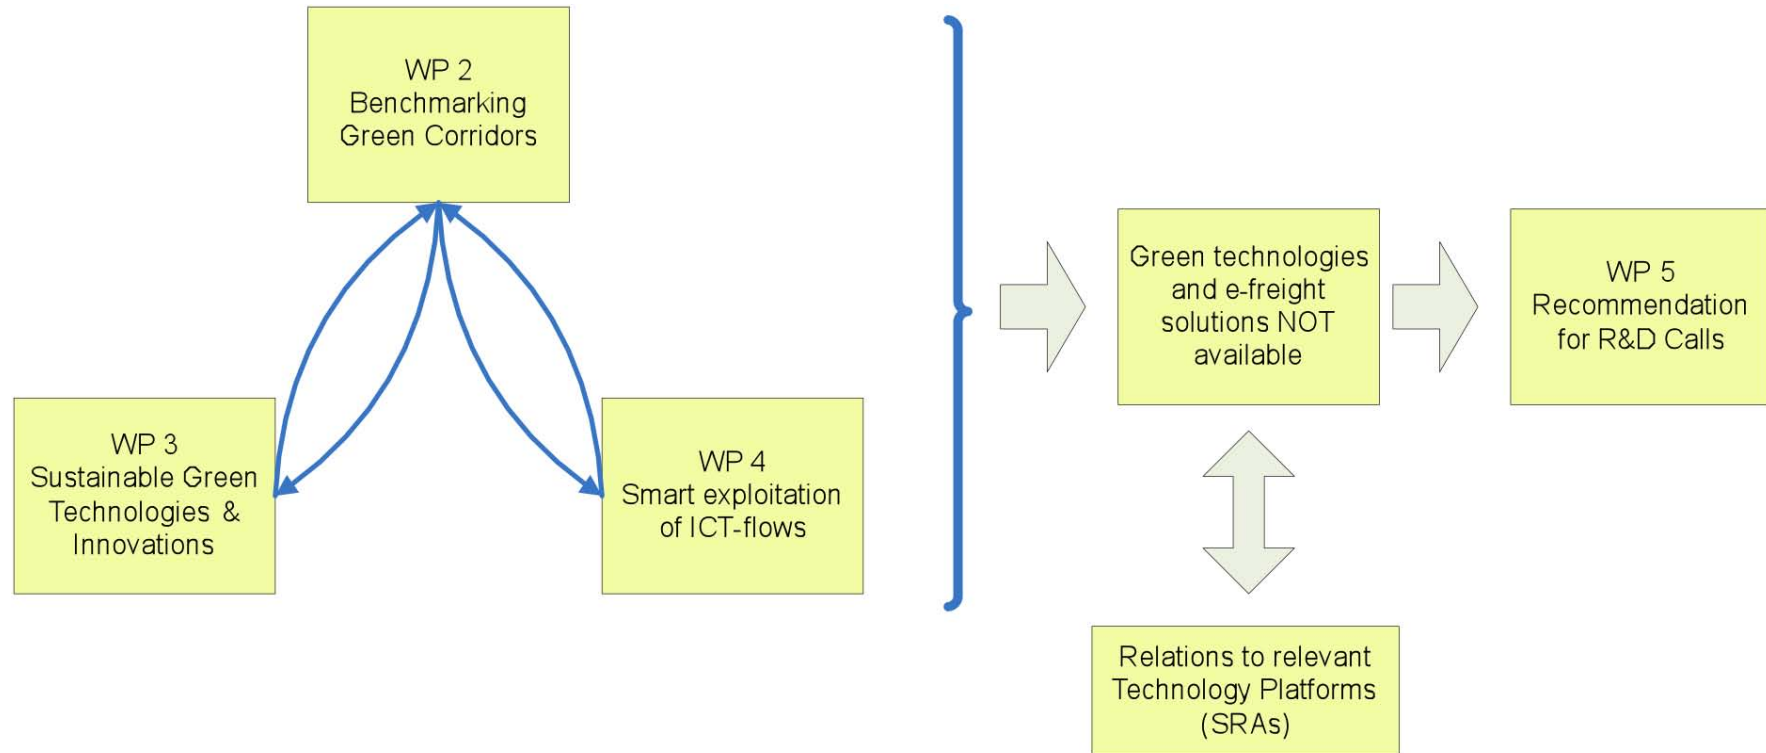 WP 2
Benchmarking
Green Corridors
WP 3
Sustainable Green
Technologies &
Innovations
WP 4
Smart exploitation
of ICT-flows
Green technologies
and e-freight
solutions NOT
available
WP 5
Recommendation
for R&D Calls
Relations to relevant
Technology Platforms
(SRAs)